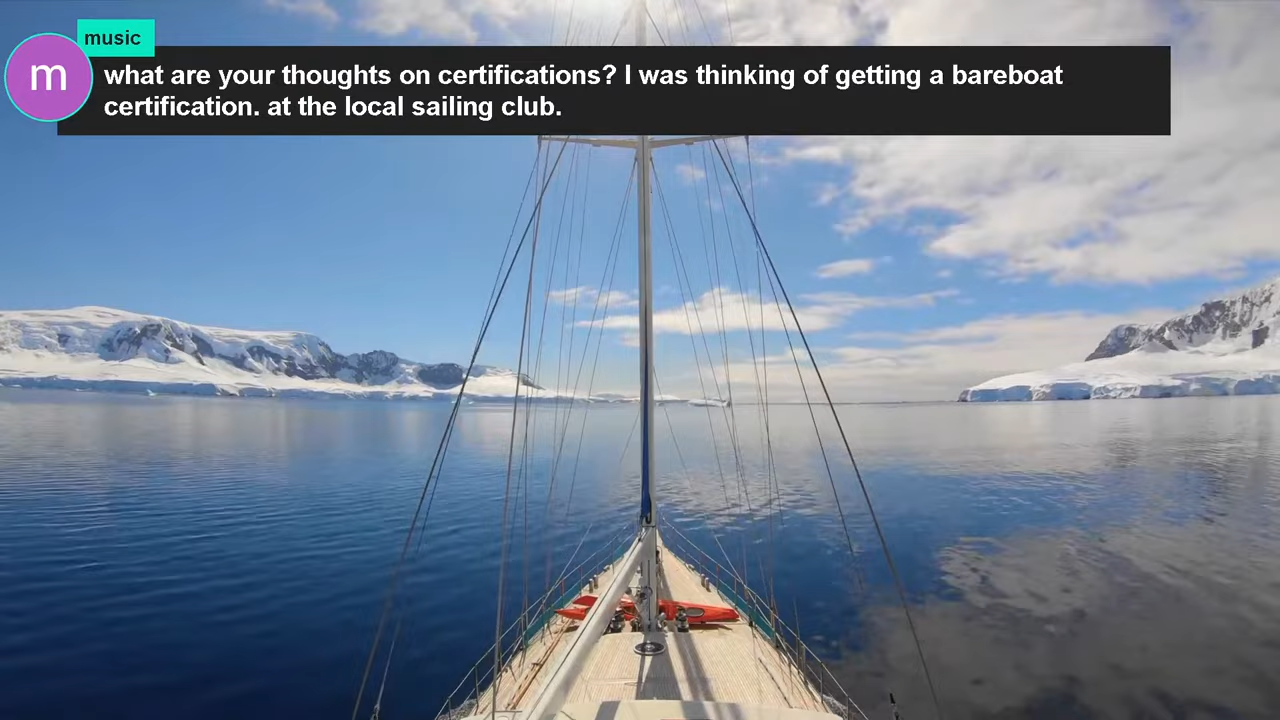 music
m
what are your thoughts on certifications? I was thinking of getting a bareboat
certification. at the local sailing club.